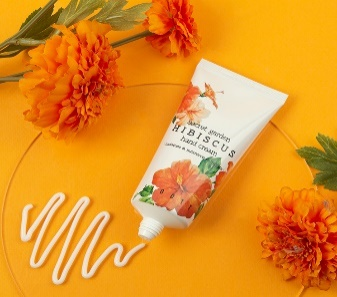 secret garden
HIBISCUS
hand cream